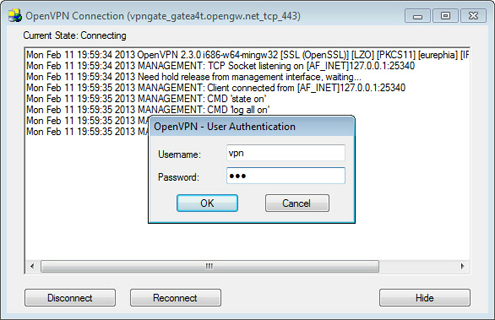 OpenVPN Connection (vpngate_gatea4t.opengw.net_tcp_443)
Current State: Connecting
Mon Feb 11 19:59:34 2013 OpenVPN 2.3.0 i686-w64-mingw32 [SSL (OpenSSL)] [LZO] [PKCS11] [eurephia] [IP
Mon Feb 11 19:59:34 2013 MANAGEMENT: TCP Socket listening on [AF_INET]127.0.0.1:25340
Mon Feb 11 19:59:34 2013 Need hold release from management interface, waiting...
Mon Feb 11 19:59:35 2013 MANAGEMENT: Client connected from [AF_INET]127.0.0.1:25340
Mon Feb 11 19:59:35 2013 MANAGEMENT: CMD 'state on'
Mon Feb 11 19:59:35 2013 MANAGEMENT: CMD 'log all on'
Mon Feb 11 19:59:35 2013
Mon Feb 11 19:59:35 2013
OpenVPN - User Authentication
Username: vpn
Password: •••
OK Cancel
Disconnect Reconnect Hide